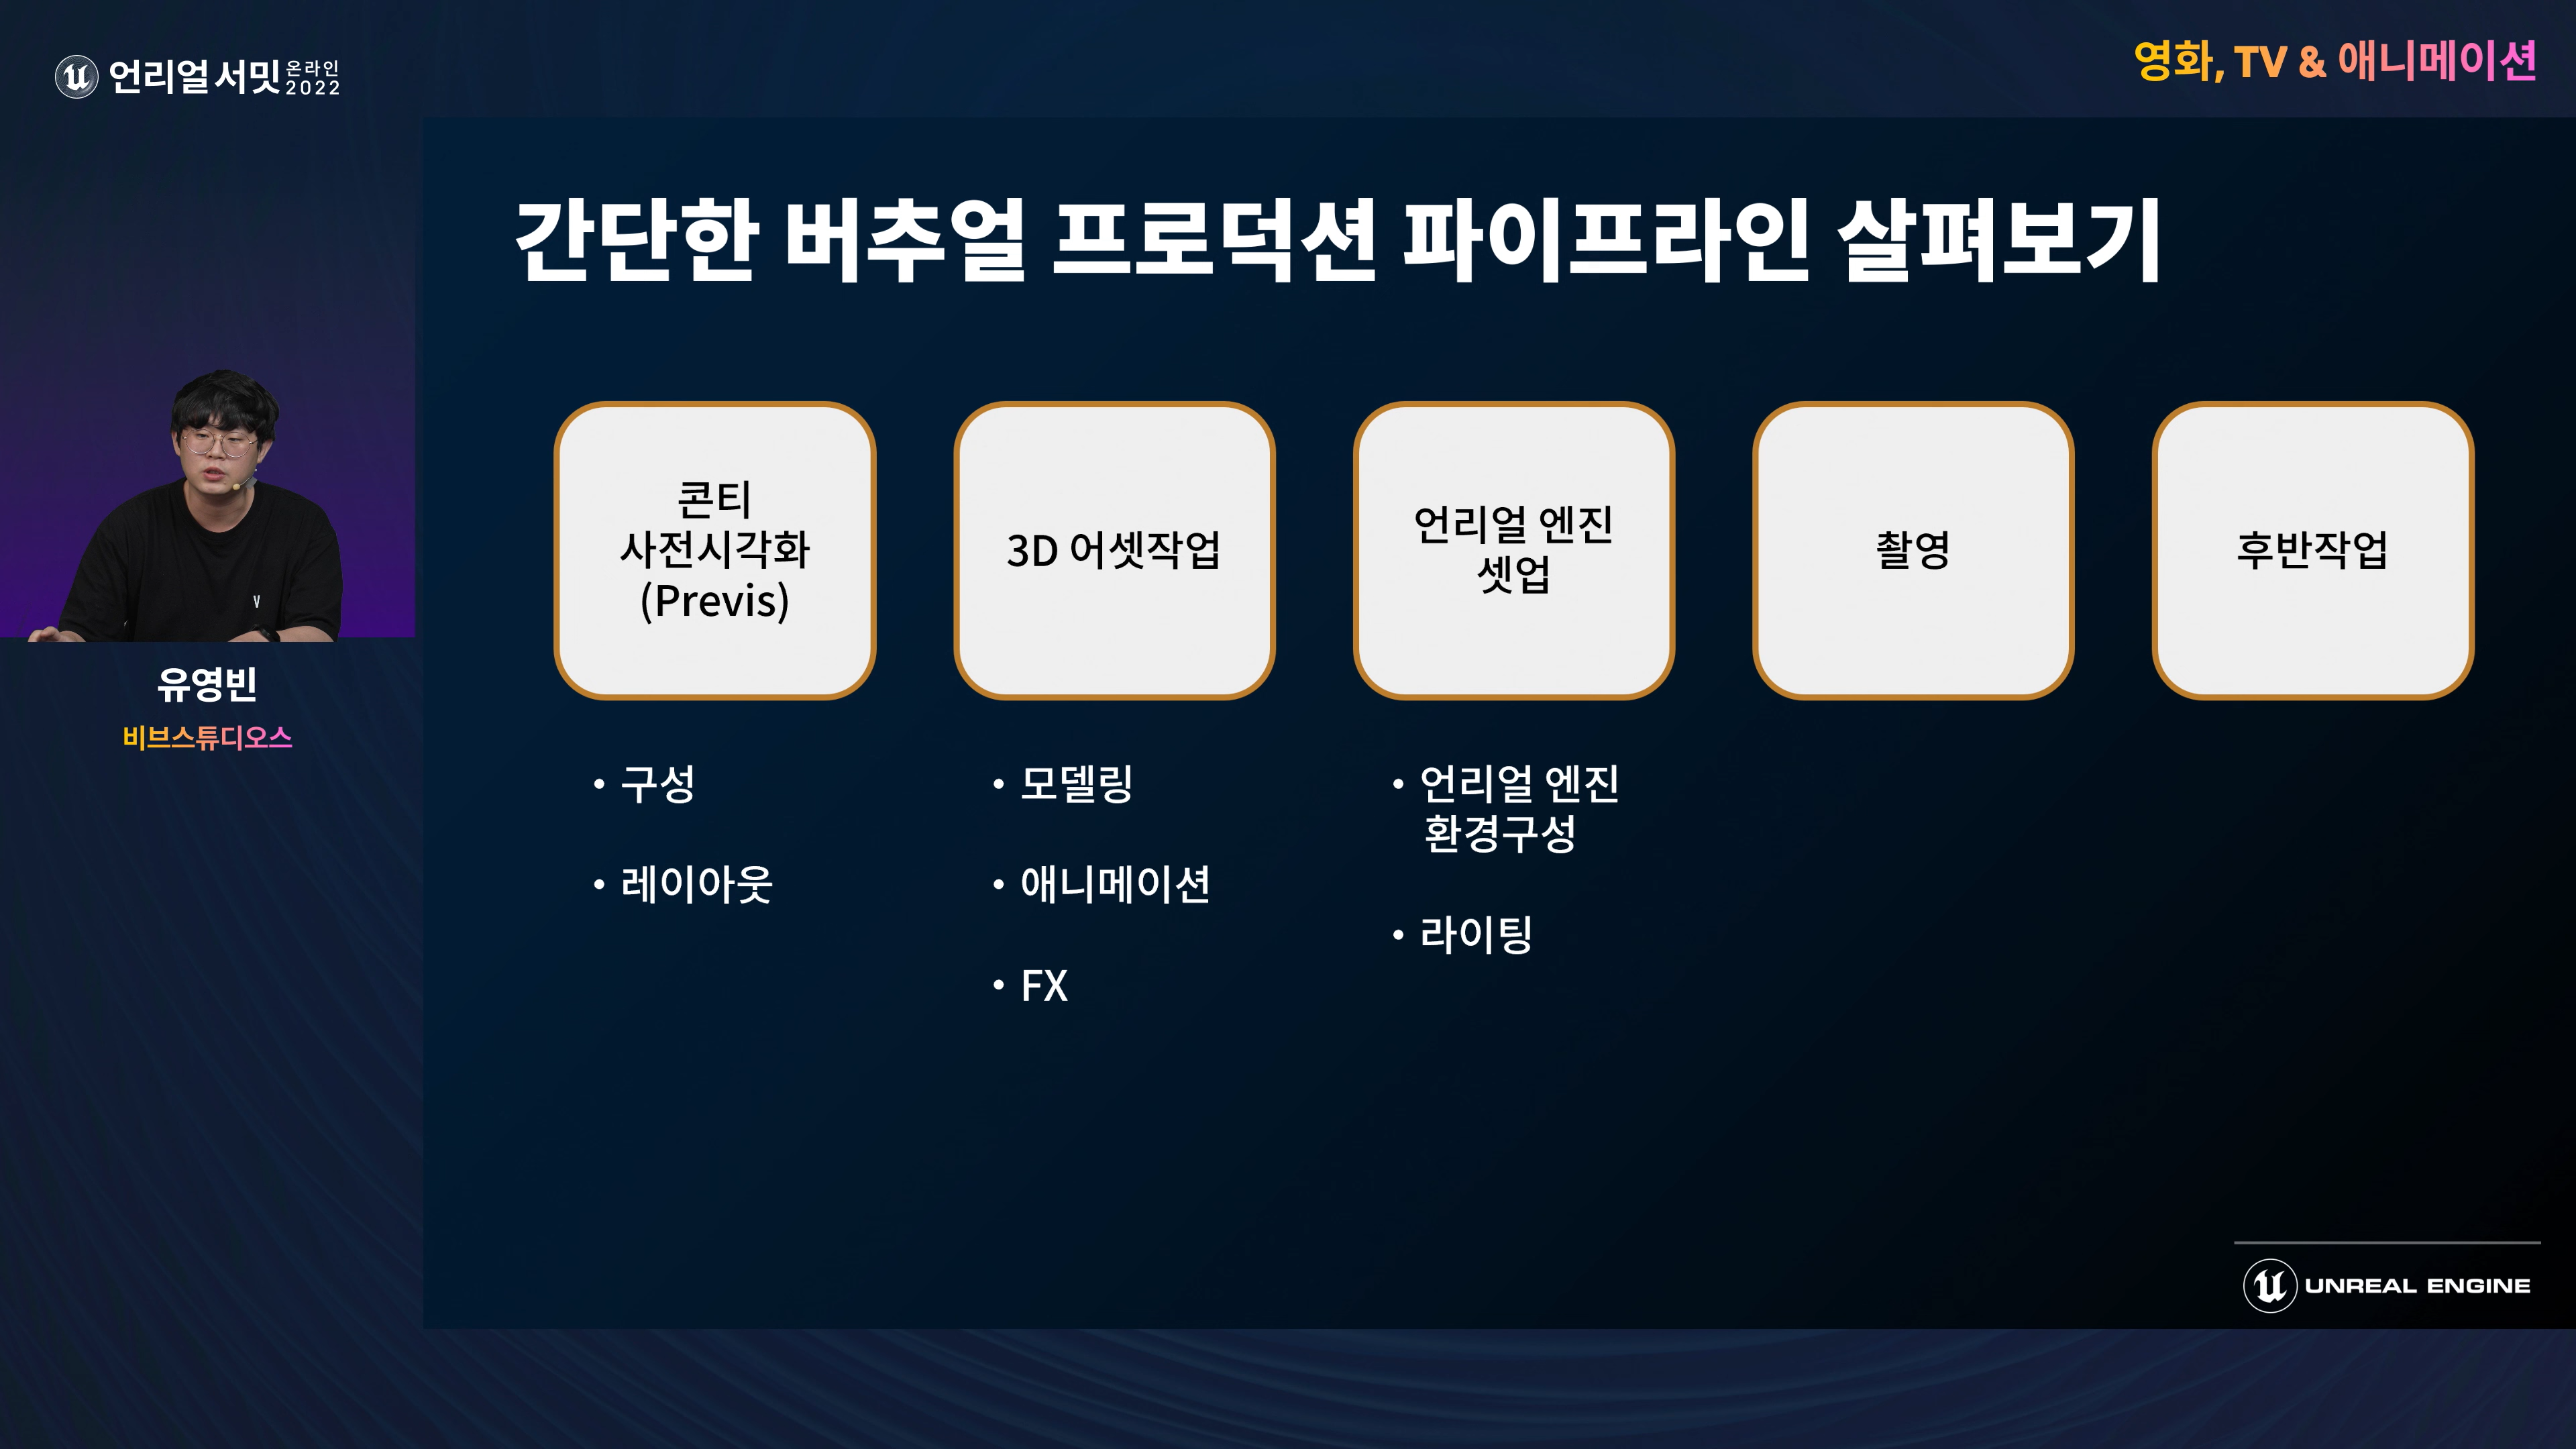 언리얼 서밋 온라인 2022
영화, TV & 애니메이션
간단한 버추얼 프로덕션 파이프라인 살펴보기
콘티
사전시각화
(Previs)
3D 어셋작업
언리얼 엔진
셋업
촬영
후반작업
• 구성
• 레이아웃
• 모델링
• 애니메이션
• FX
• 언리얼 엔진
환경구성
• 라이팅
V
유영빈
비브스튜디오스
UNREAL ENGINE